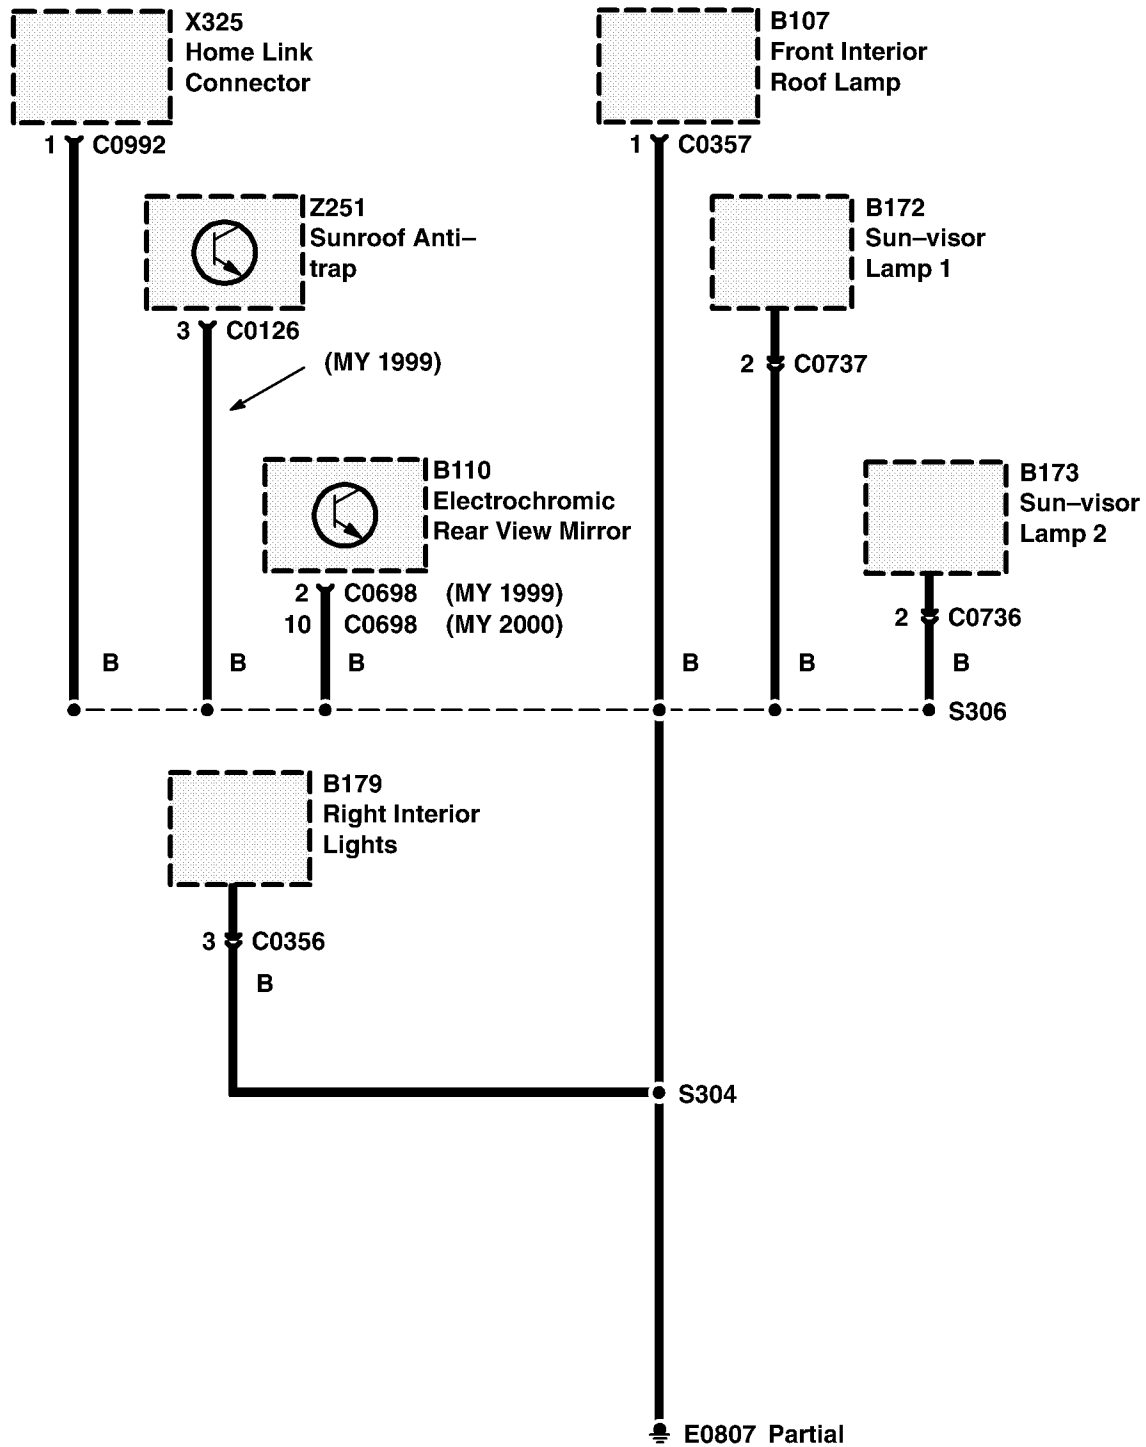 X325
Home Link
Connector
1 C0992
B107
Front Interior
Roof Lamp
1 C0357
Z251
Sunroof Anti–
trap
3 C0126
(MY 1999)
B172
Sun–visor
Lamp 1
2 C0737
B110
Electrochromic
Rear View Mirror
2 C0698 (MY 1999)
10 C0698 (MY 2000)
B173
Sun–visor
Lamp 2
2 C0736
B B B B B B
S306
B179
Right Interior
Lights
3 C0356
B
S304
E0807 Partial